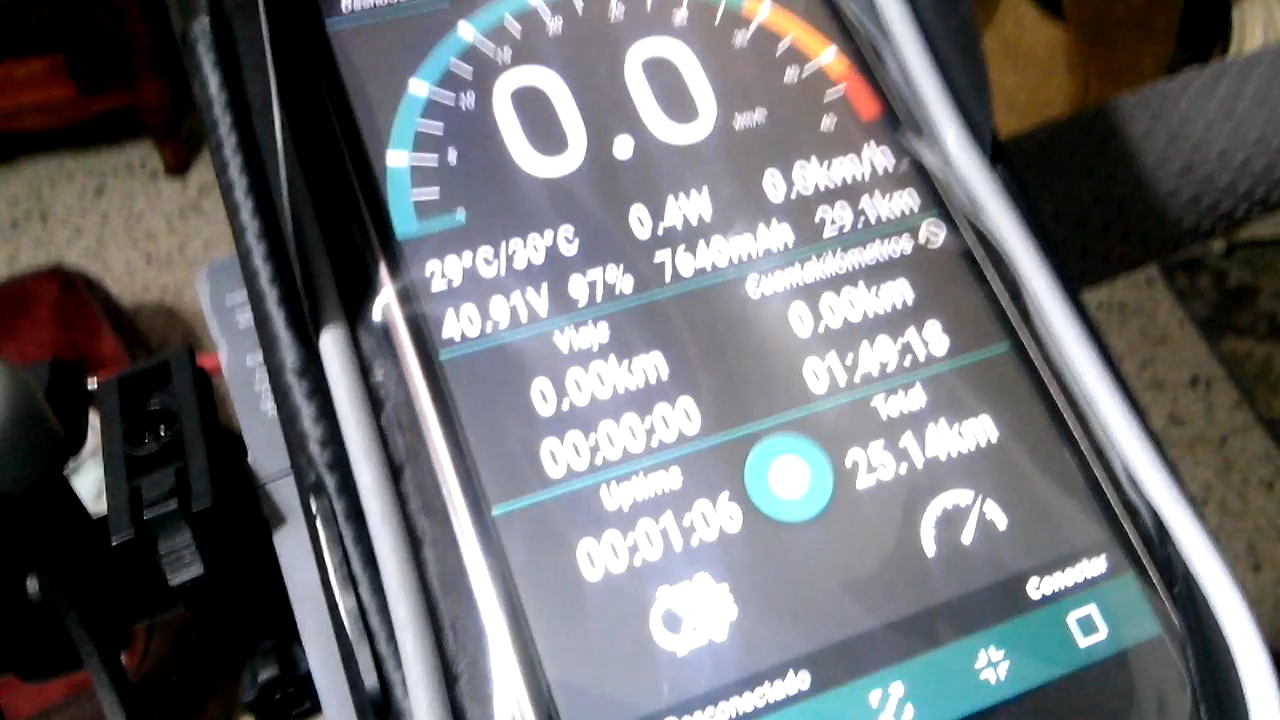 0.0
0.4W 0.0km/h
29°C/30°C 29.1km
40.91V 97% 7640mAh
Viaje Cuentakilómetros
0.00km 0.00km
00:00:00 01:49:18
Uptime Total
00:01:06 25.14km
Conectar
Desconectado